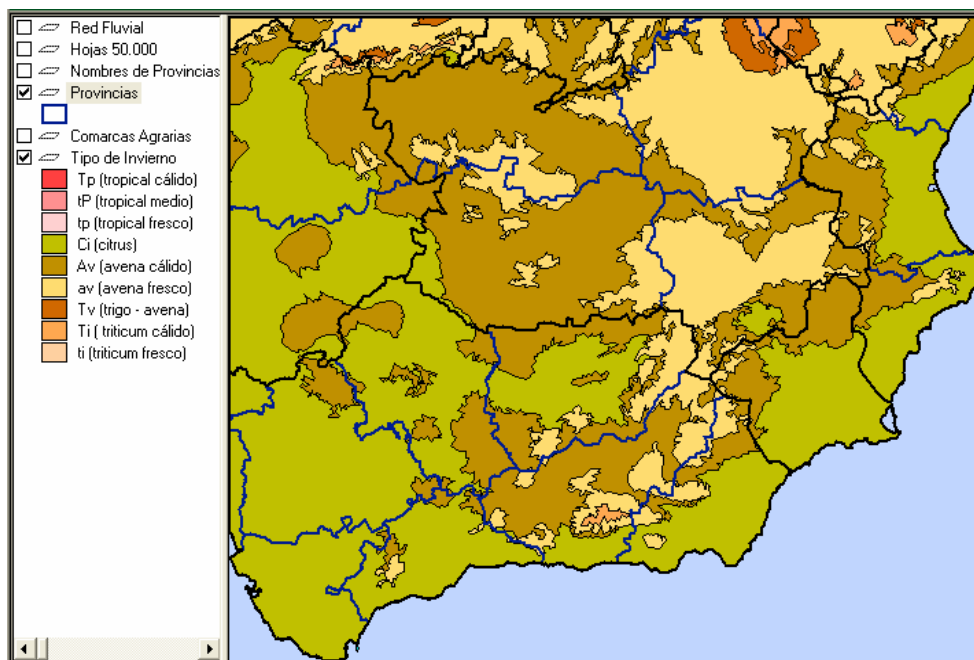 Red Fluvial
Hojas 50.000
Nombres de Provincias
Provincias
Comarcas Agrarias
Tipo de Invierno
Tp (tropical cálido)
tP (tropical medio)
tp (tropical fresco)
Ci (citrus)
Av (avena cálido)
av (avena fresco)
Tv (trigo - avena)
Ti ( triticum cálido)
ti (triticum fresco)